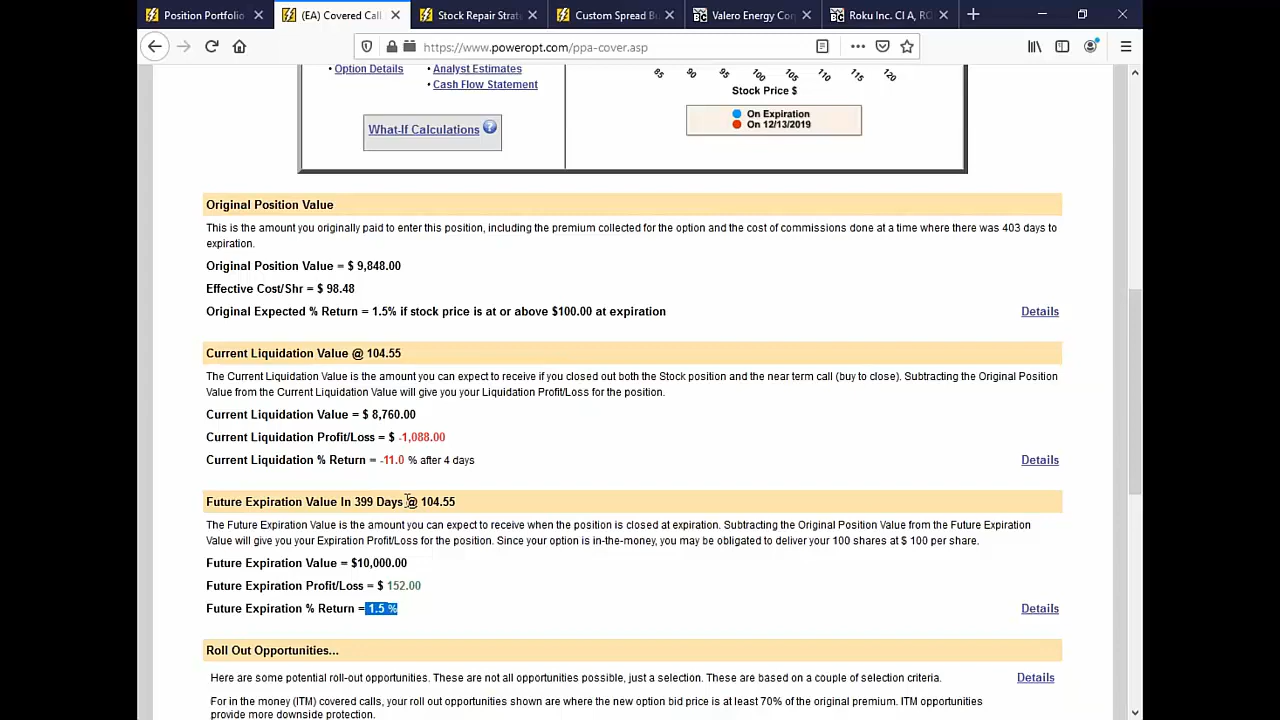 Position Portfolio
(EA) Covered Call
Stock Repair Strat
Custom Spread B
Valero Energy Cor
Roku Inc. Cl A, RO
https://www.poweropt.com/ppa-cover.asp
• Option Details
• Analyst Estimates
• Cash Flow Statement
What-If Calculations ?
85 90 95 100 105 110 115 120
Stock Price $
On Expiration
On 12/13/2019
Original Position Value
This is the amount you originally paid to enter this position, including the premium collected for the option and the cost of commissions done at a time where there was 403 days to
expiration.
Original Position Value = $ 9,848.00
Effective Cost/Shr = $ 98.48
Original Expected % Return = 1.5% if stock price is at or above $100.00 at expiration
Details
Current Liquidation Value @ 104.55
The Current Liquidation Value is the amount you can expect to receive if you closed out both the Stock position and the near term call (buy to close). Subtracting the Original Position
Value from the Current Liquidation Value will give you your Liquidation Profit/Loss for the position.
Current Liquidation Value = $ 8,760.00
Current Liquidation Profit/Loss = $ -1,088.00
Current Liquidation % Return = -11.0 % after 4 days
Details
Future Expiration Value In 399 Days @ 104.55
The Future Expiration Value is the amount you can expect to receive when the position is closed at expiration. Subtracting the Original Position Value from the Future Expiration
Value will give you your Expiration Profit/Loss for the position. Since your option is in-the-money, you may be obligated to deliver your 100 shares at $ 100 per share.
Future Expiration Value = $10,000.00
Future Expiration Profit/Loss = $ 152.00
Future Expiration % Return = 1.5 %
Details
Roll Out Opportunities...
Here are some potential roll-out opportunities. These are not all opportunities possible, just a selection. These are based on a couple of selection criteria.
Details
For in the money (ITM) covered calls, your roll out opportunities shown are where the new option bid price is at least 70% of the original premium. ITM opportunities
provide more downside protection.